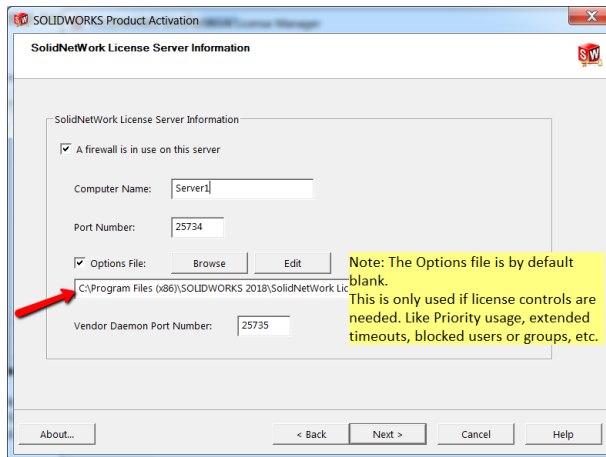 SOLIDWORKS Product Activation
SolidNetWork License Server Information
SW
SolidNetWork License Server Information
A firewall is in use on this server
Computer Name: Server1
Port Number: 25734
Options File: Browse Edit
C:\Program Files (x86)\SOLIDWORKS 2018\SolidNetWork Lic
Note: The Options file is by default
blank.
This is only used if license controls are
needed. Like Priority usage, extended
timeouts, blocked users or groups, etc.
Vendor Daemon Port Number: 25735
About... < Back Next > Cancel Help